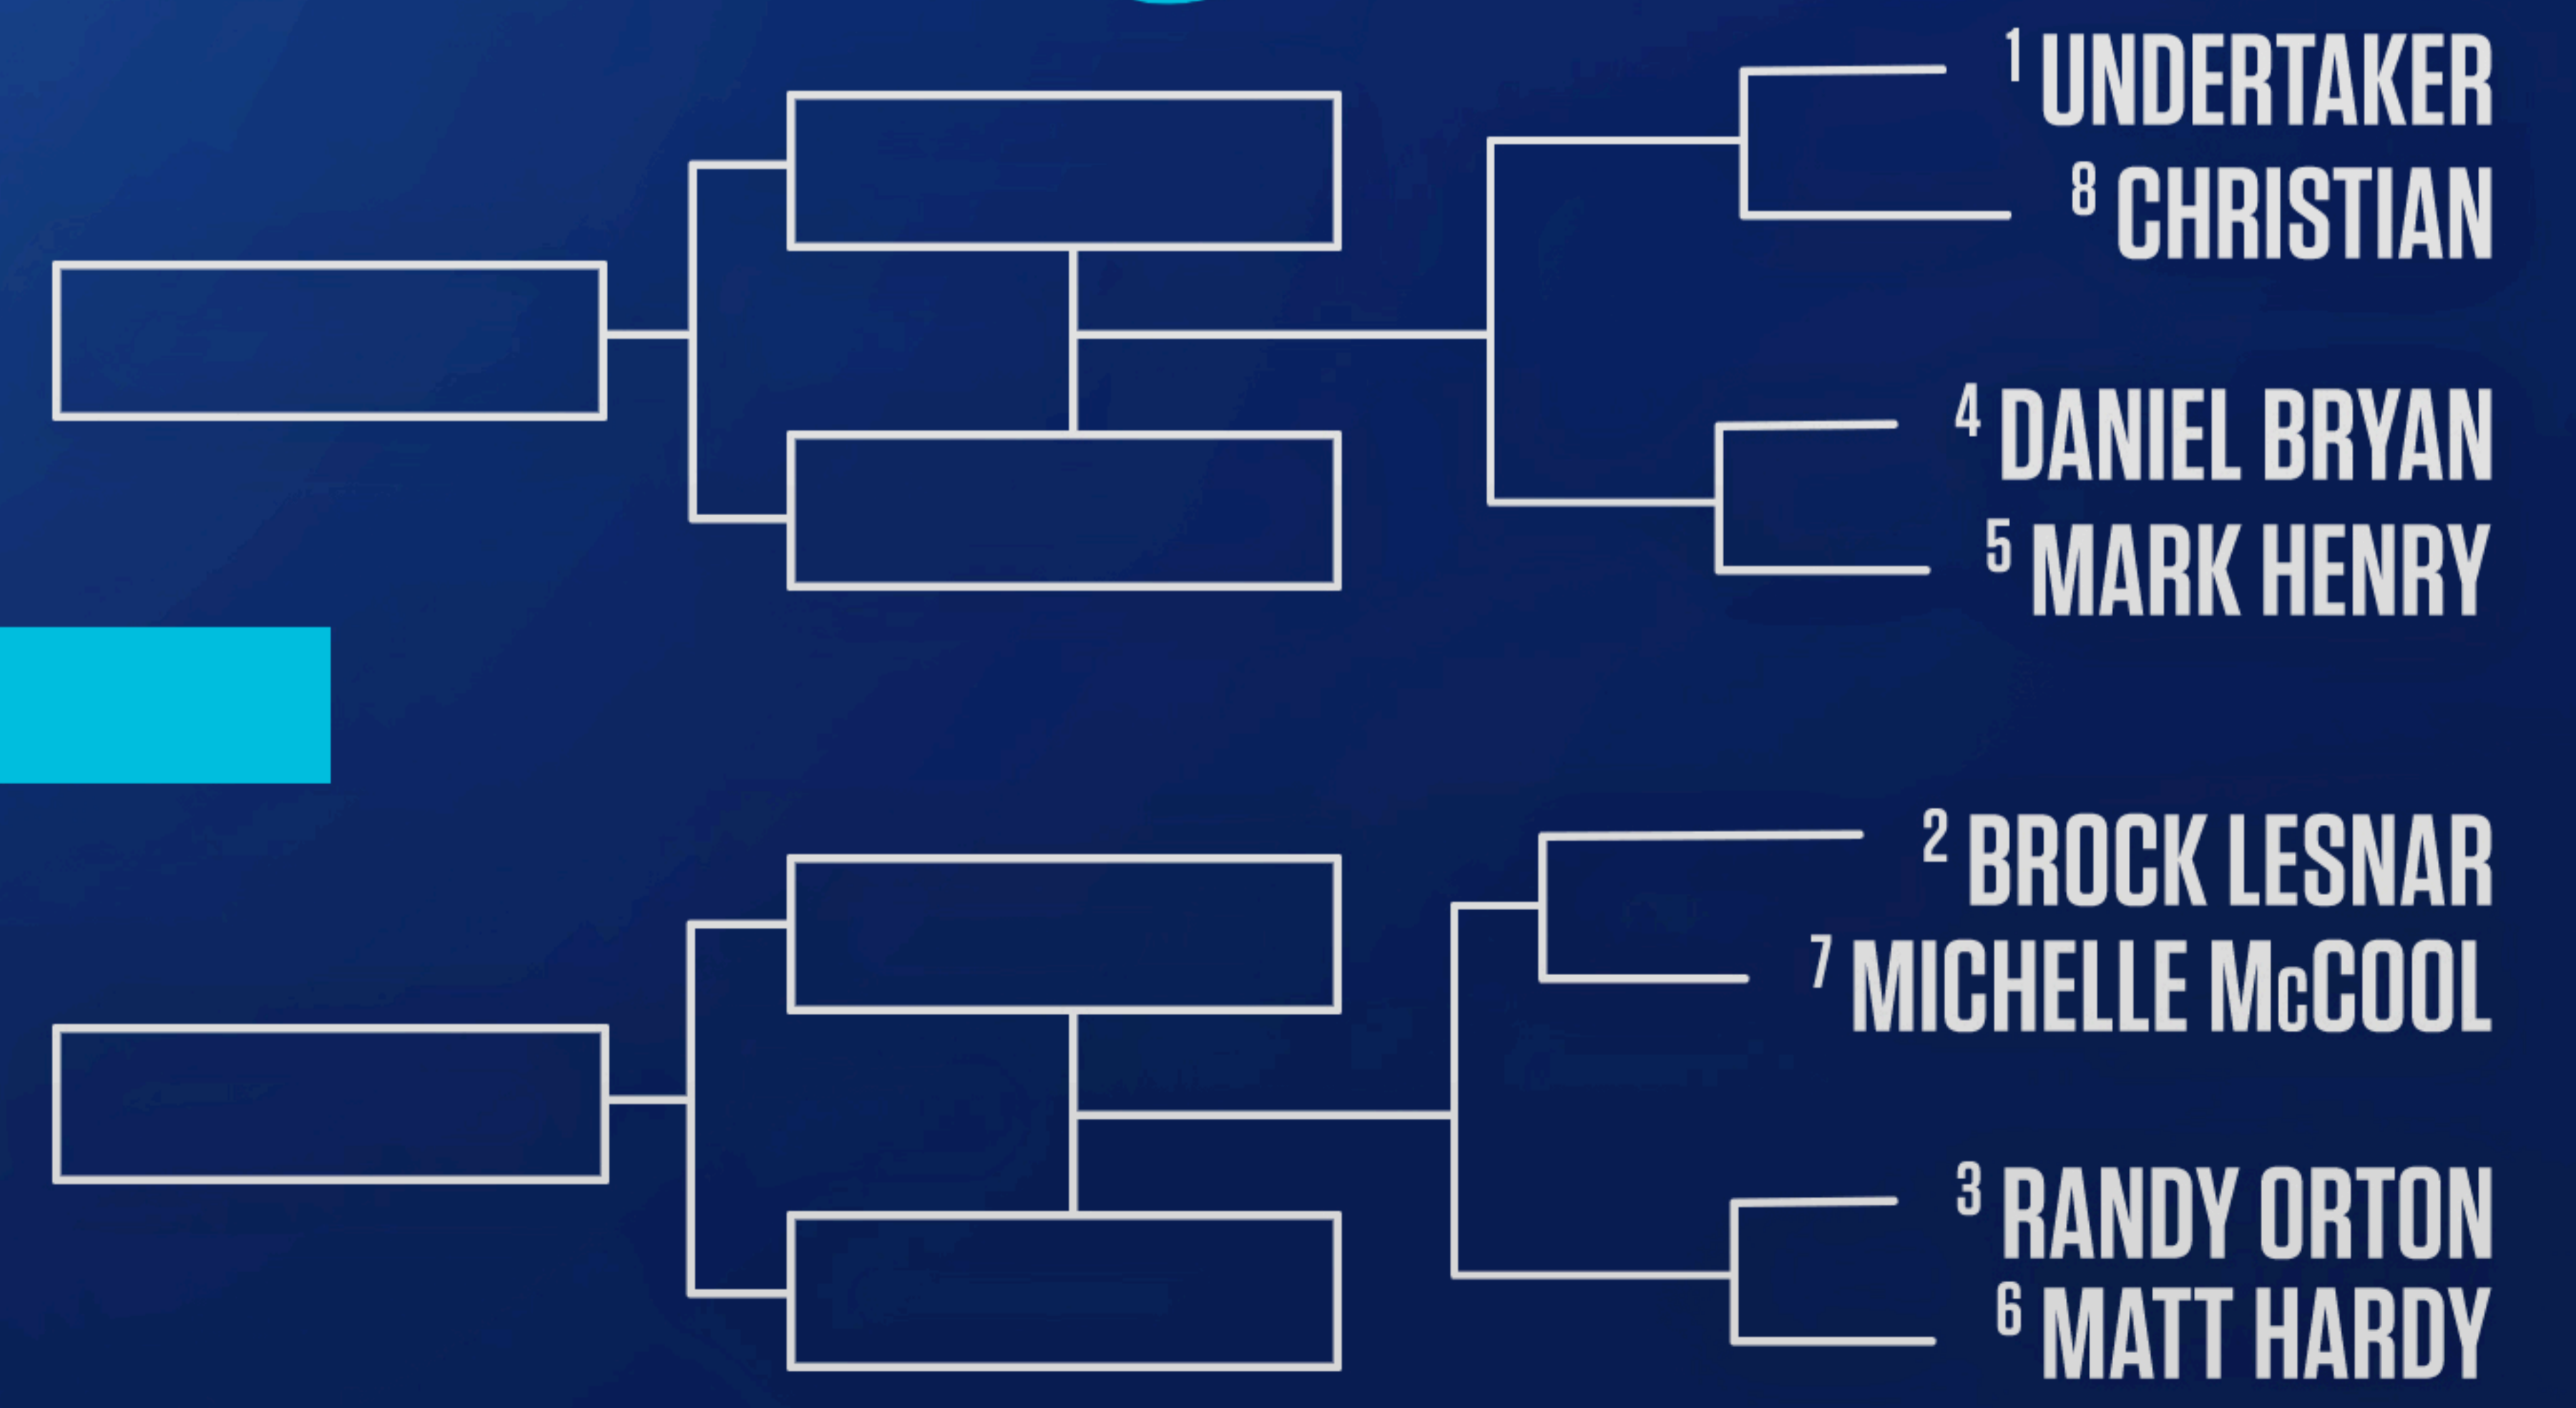 1 UNDERTAKER
8 CHRISTIAN
4 DANIEL BRYAN
5 MARK HENRY
2 BROCK LESNAR
7 MICHELLE McCOOL
3 RANDY ORTON
6 MATT HARDY